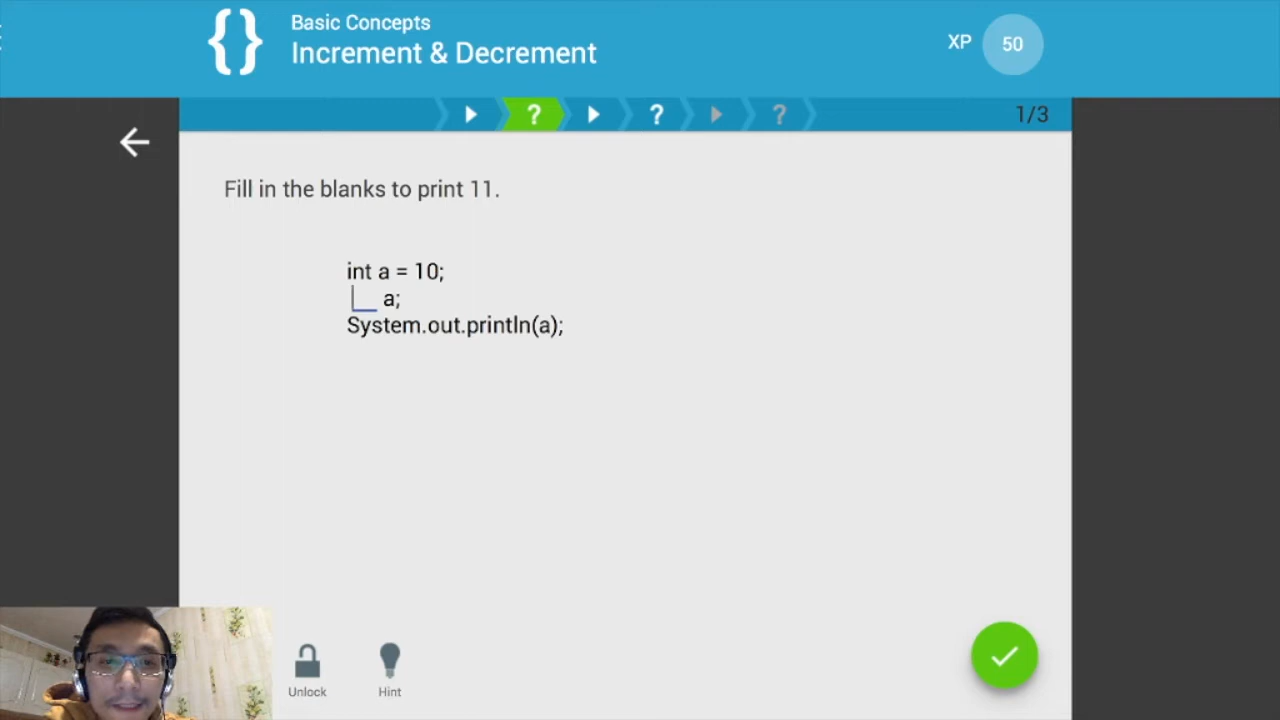 Basic Concepts
Increment & Decrement
XP 50
? ? ?
1/3
Fill in the blanks to print 11.
int a = 10;
__ a;
System.out.println(a);
Unlock
Hint